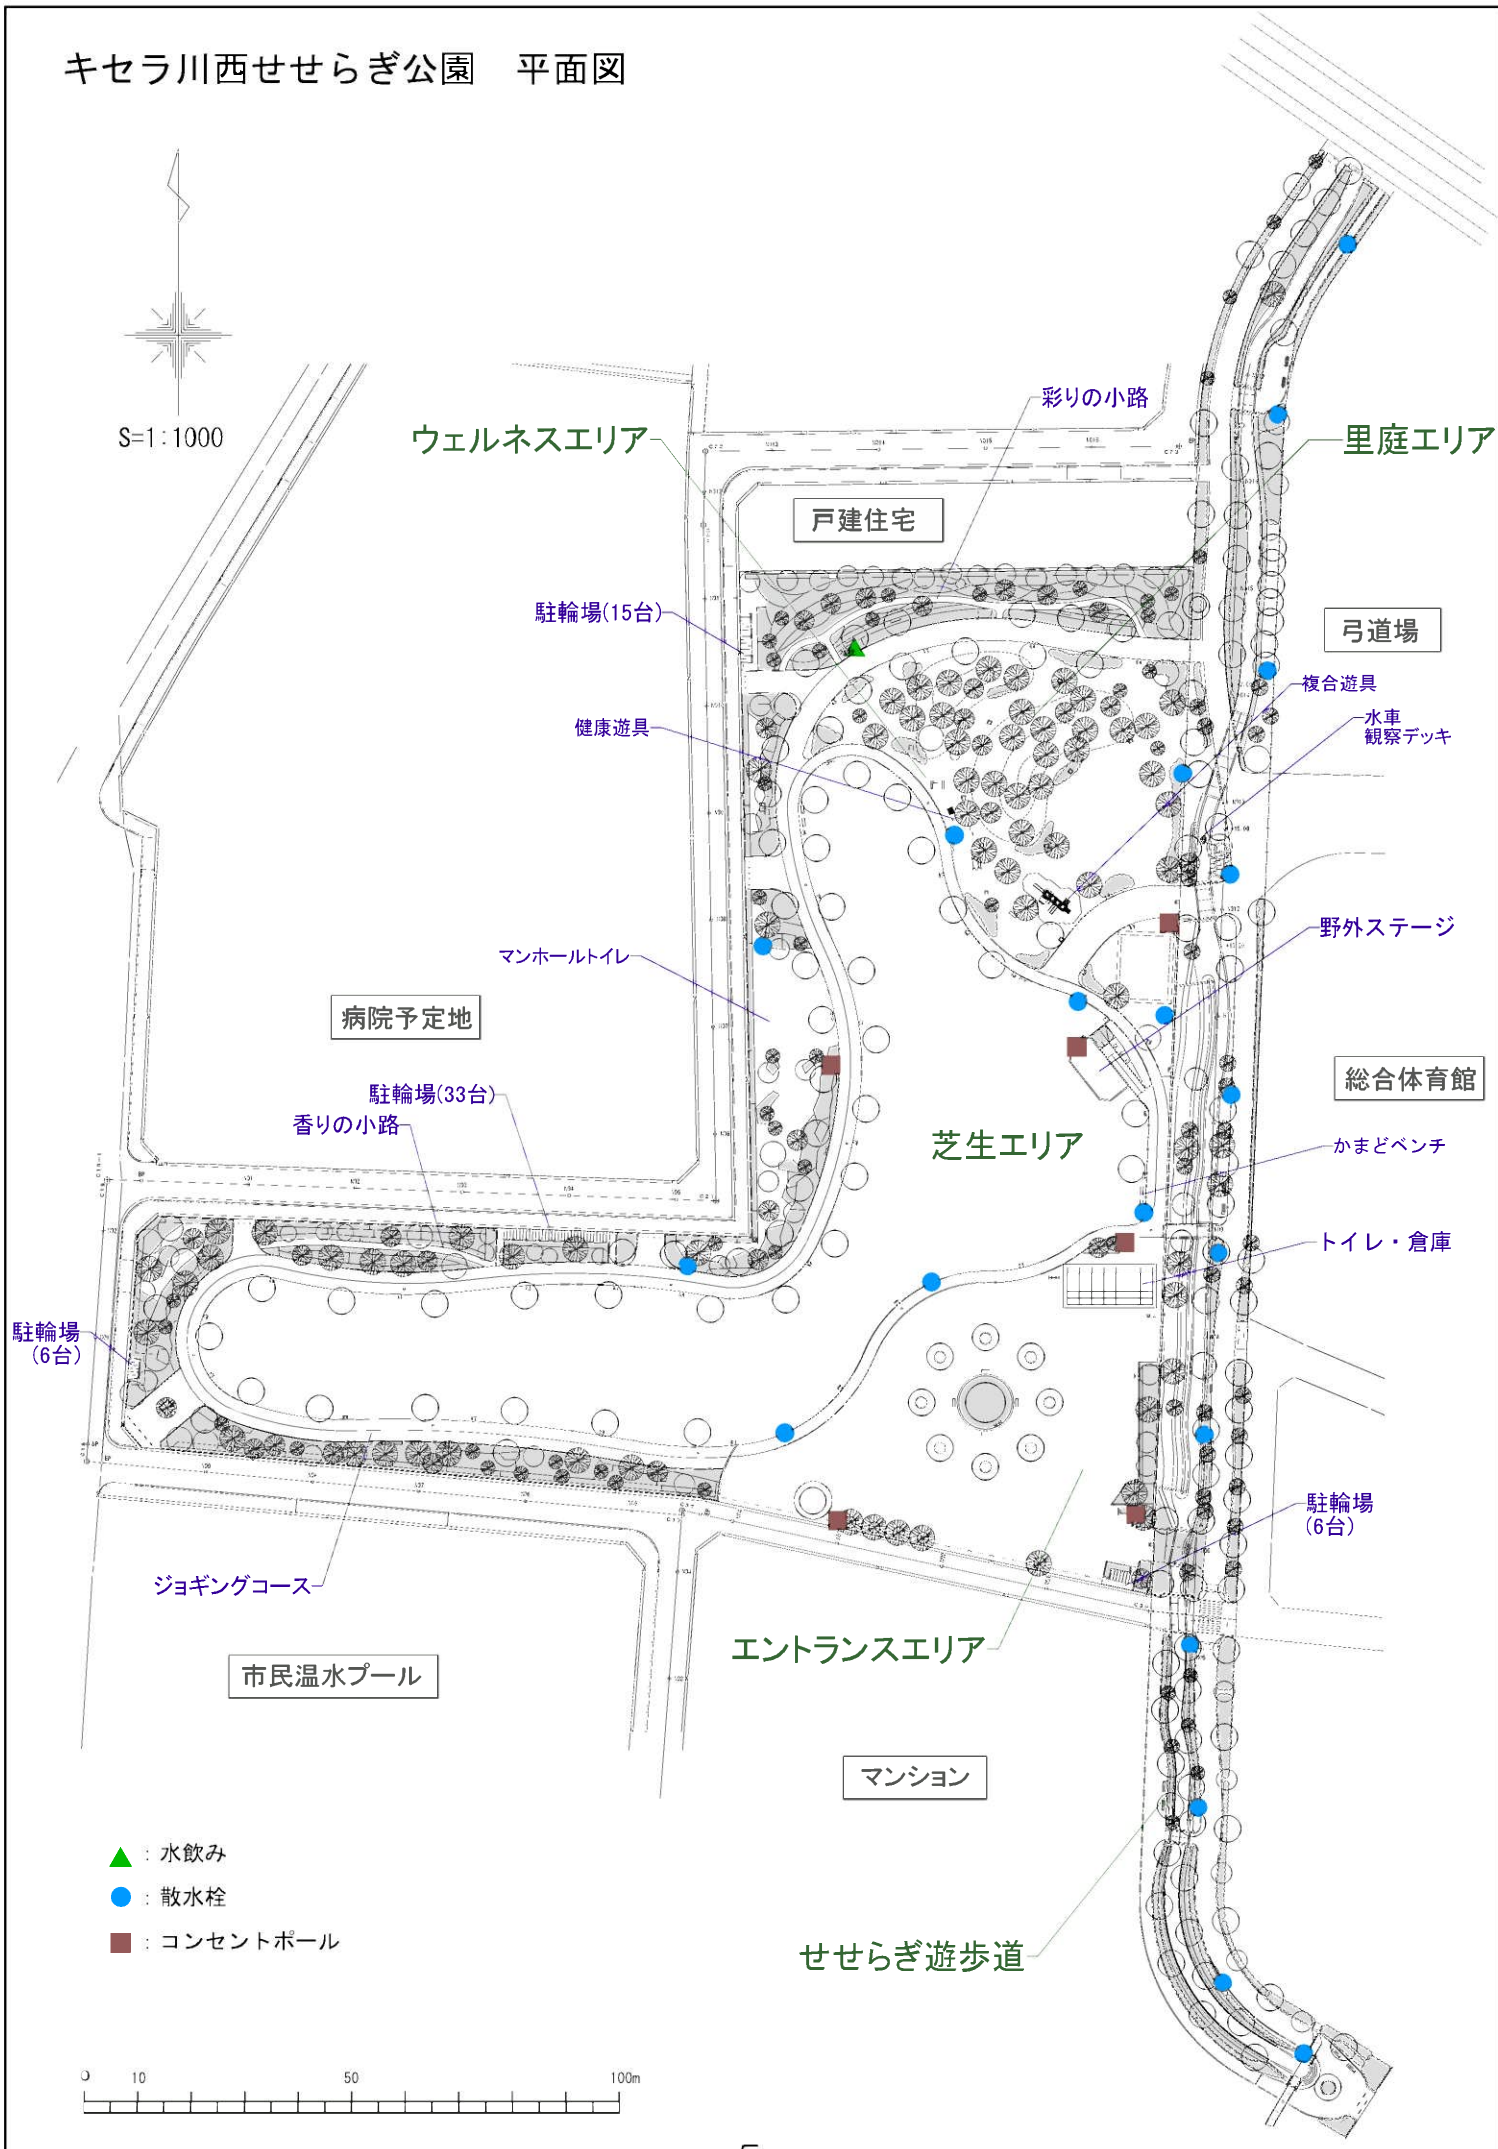 キセラ川西せせらぎ公園　平面図
S=1:1000
彩りの小路
ウェルネスエリア
里庭エリア
戸建住宅
駐輪場(15台)
弓道場
複合遊具
健康遊具
水車
観察デッキ
野外ステージ
マンホールトイレ
病院予定地
総合体育館
駐輪場(33台)
香りの小路
芝生エリア
かまどベンチ
トイレ・倉庫
駐輪場
(6台)
駐輪場
(6台)
ジョギングコース
エントランスエリア
市民温水プール
マンション
：水飲み
：散水栓
：コンセントポール
せせらぎ遊歩道
0 10 50 100m